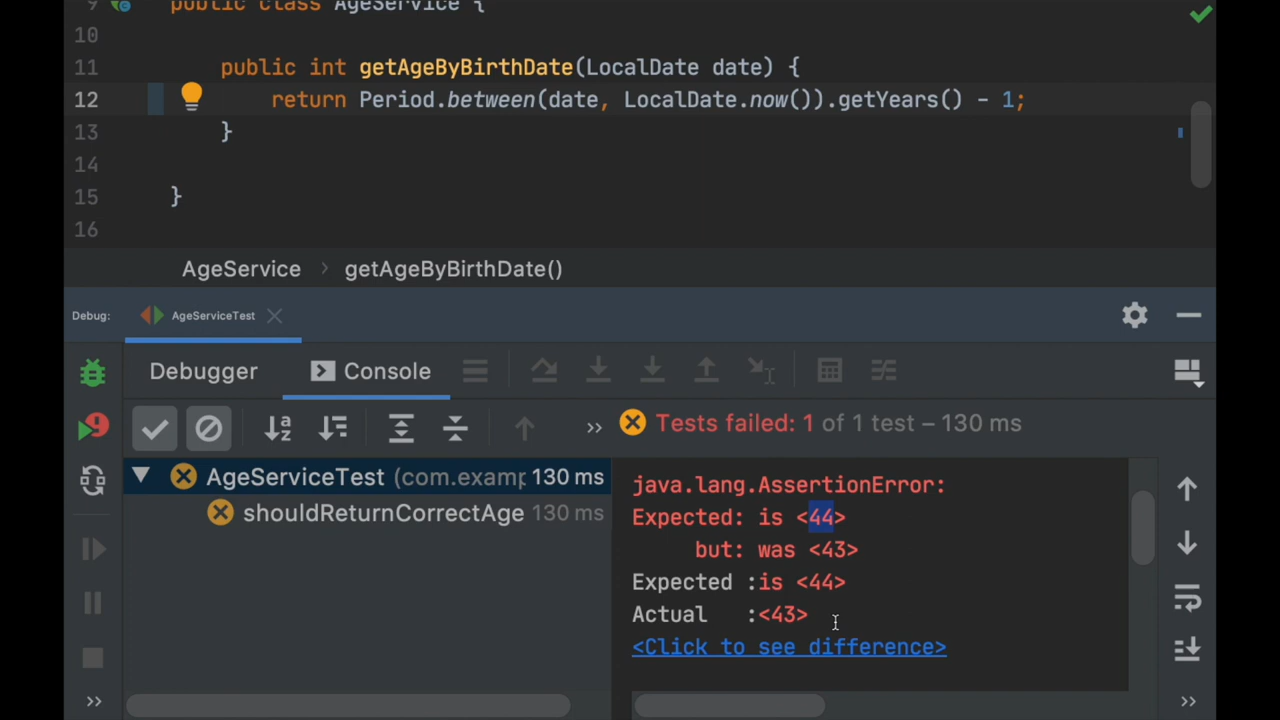 9 public class AgeService {
10
11 public int getAgeByBirthDate(LocalDate date) {
12 return Period.between(date, LocalDate.now()).getYears() - 1;
13 }
14
15 }
16
AgeService › getAgeByBirthDate()
Debug: AgeServiceTest
Debugger Console
9
>> Tests failed: 1 of 1 test – 130 ms
AgeServiceTest (com.examp 130 ms
shouldReturnCorrectAge 130 ms
java.lang.AssertionError:
Expected: is <44>
but: was <43>
Expected :is <44>
Actual :<43>
<Click to see difference>
>> >>